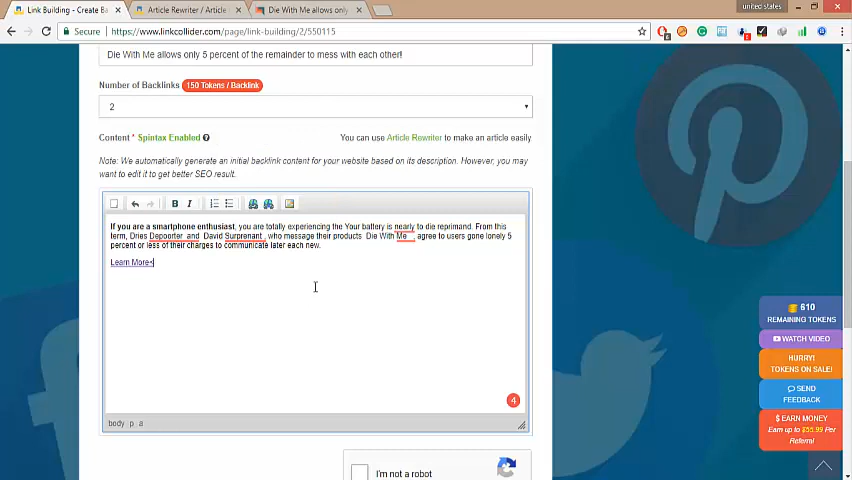 united states
Link Building - Create Ba
Article Rewriter / Article
Die With Me allows only
Secure
https://www.linkcollider.com/page/link-building/2/550115
Die With Me allows only 5 percent of the remainder to mess with each other!
Number of Backlinks 150 Tokens / Backlink
2
Content * Spintax Enabled
You can use Article Rewriter to make an article easily
Note: We automatically generate an initial backlink content for your website based on its description. However, you may
want to edit it to get better SEO result.
B I
If you are a smartphone enthusiast, you are totally experiencing the Your battery is nearly to die reprimand. From this
term, Dries Depoorter and David Surprenant , who message their products Die With Me , agree to users gone lonely 5
percent or less of their charges to communicate later each new.
Learn More+
4
body p a
I'm not a robot
610
REMAINING TOKENS
WATCH VIDEO
HURRY!
TOKENS ON SALE!
SEND
FEEDBACK
$ EARN MONEY
Earn up to $55.99 Per
Referral!